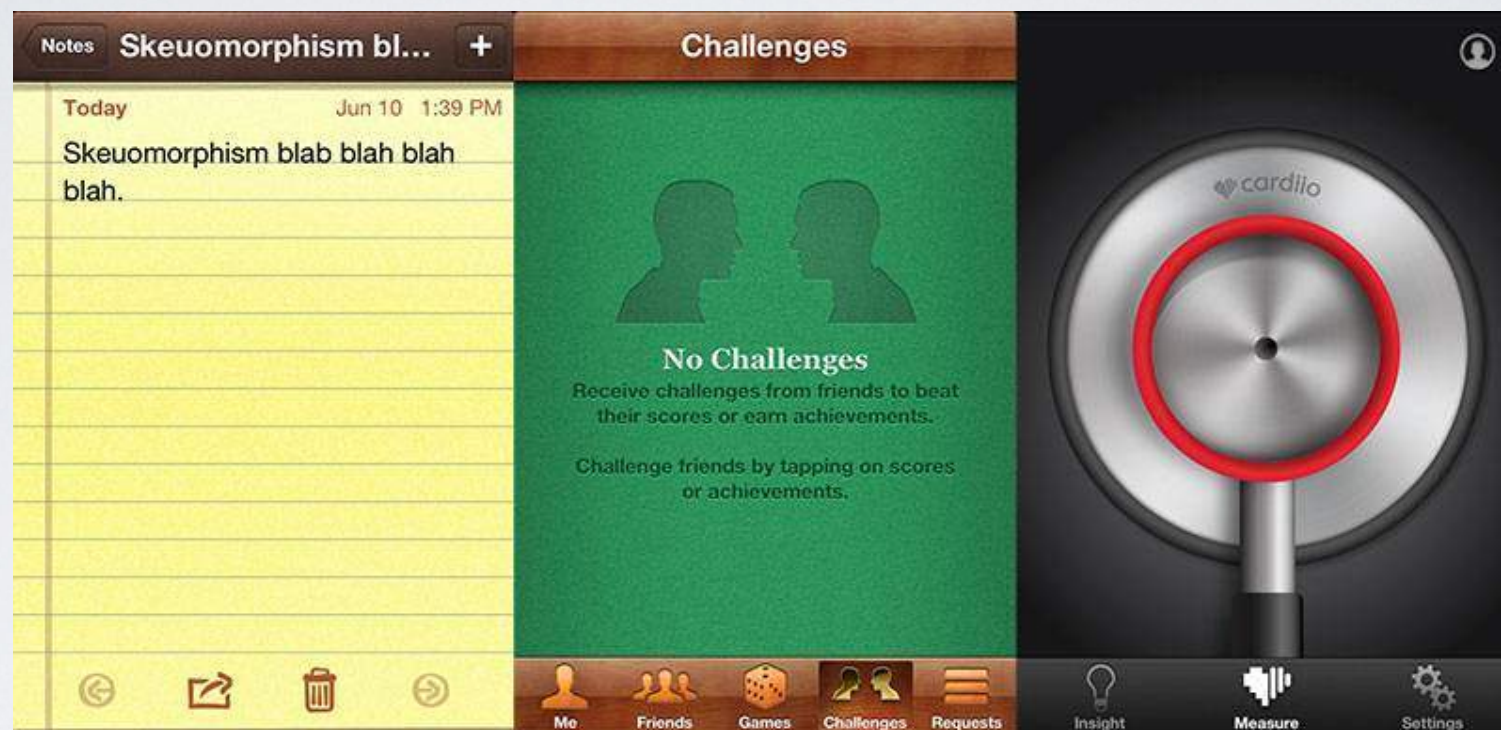 Notes
Skeuomorphism bl...
+
Today
Jun 10 1:39 PM
Skeuomorphism blab blah blah
blah.
Challenges
No Challenges
Receive challenges from friends to beat
their scores or earn achievements.
Challenge friends by tapping on scores
or achievements.
Me
Friends
Games
Challenges
Requests
cardiio
Insight
Measure
Settings